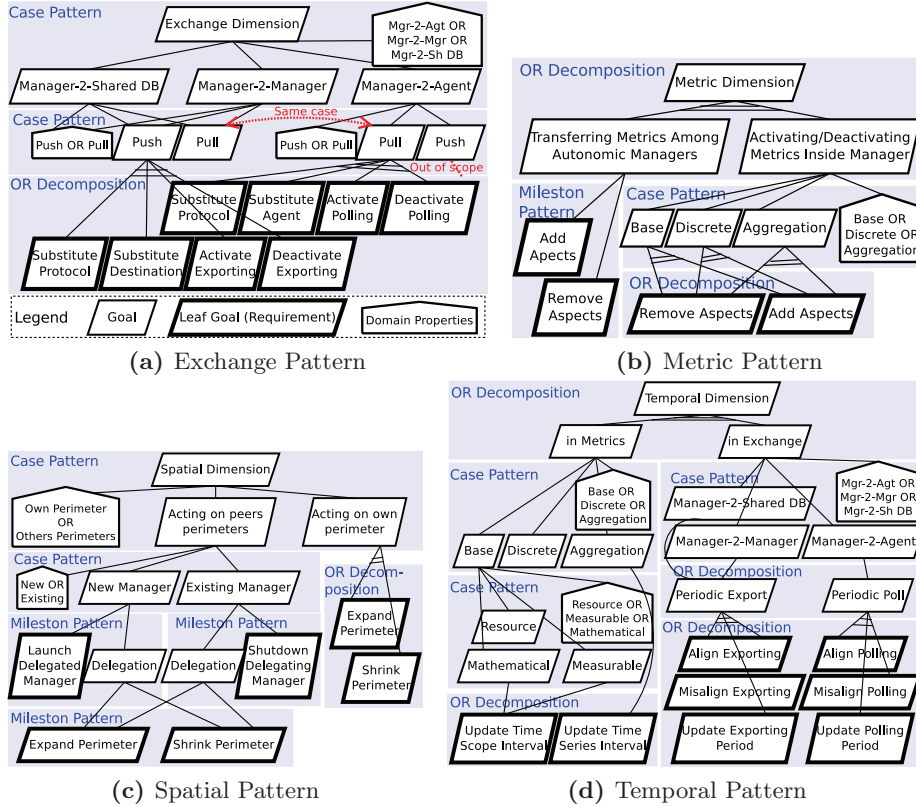 Case Pattern
Exchange Dimension
Mgr-2-Agt OR
Mgr-2-Mgr OR
Mgr-2-Sh DB
Manager-2-Shared DB
Manager-2-Manager
Manager-2-Agent
Case Pattern
Same case
Push OR Pull
Push
Pull
Push OR Pull
Pull
Push
Out of scope
OR Decomposition
Substitute
Protocol
Substitute
Agent
Activate
Polling
Deactivate
Polling
Substitute
Protocol
Substitute
Destination
Activate
Exporting
Deactivate
Exporting
Legend
Goal
Leaf Goal (Requirement)
Domain Properties
(a) Exchange Pattern
OR Decomposition
Metric Dimension
Transferring Metrics Among
Autonomic Managers
Activating/Deactivating
Metrics Inside Manager
Mileston
Pattern
Case Pattern
Base
Discrete
Aggregation
Base OR
Discrete OR
Aggregation
Add
Apects
Remove
Aspects
OR Decomposition
Remove Aspects
Add Aspects
(b) Metric Pattern
Case Pattern
Spatial Dimension
Own Perimeter
OR
Others Perimeters
Acting on peers
perimeters
Acting on own
perimeter
Case Pattern
New OR
Existing
New Manager
Existing Manager
OR Decom-
position
Expand
Perimeter
Shrink
Perimeter
Mileston Pattern
Mileston Pattern
Launch
Delegated
Manager
Delegation
Delegation
Shutdown
Delegating
Manager
Mileston Pattern
Expand Perimeter
Shrink Perimeter
(c) Spatial Pattern
OR Decomposition
Temporal Dimension
in Metrics
in Exchange
Case Pattern
Base OR
Discrete OR
Aggregation
Base
Discrete
Aggregation
Case Pattern
Resource
Resource OR
Measurable OR
Mathematical
Mathematical
Measurable
OR Decomposition
Update Time
Scope Interval
Update Time
Series Interval
Case Pattern
Manager-2-Shared DB
Mgr-2-Agt OR
Mgr-2-Mgr OR
Mgr-2-Sh DB
Manager-2-Manager
Manager-2-Agent
OR Decomposition
Periodic Export
Periodic Poll
OR Decomposition
Align Exporting
Align Polling
Misalign Exporting
Misalign Polling
Update Exporting
Period
Update Polling
Period
(d) Temporal Pattern